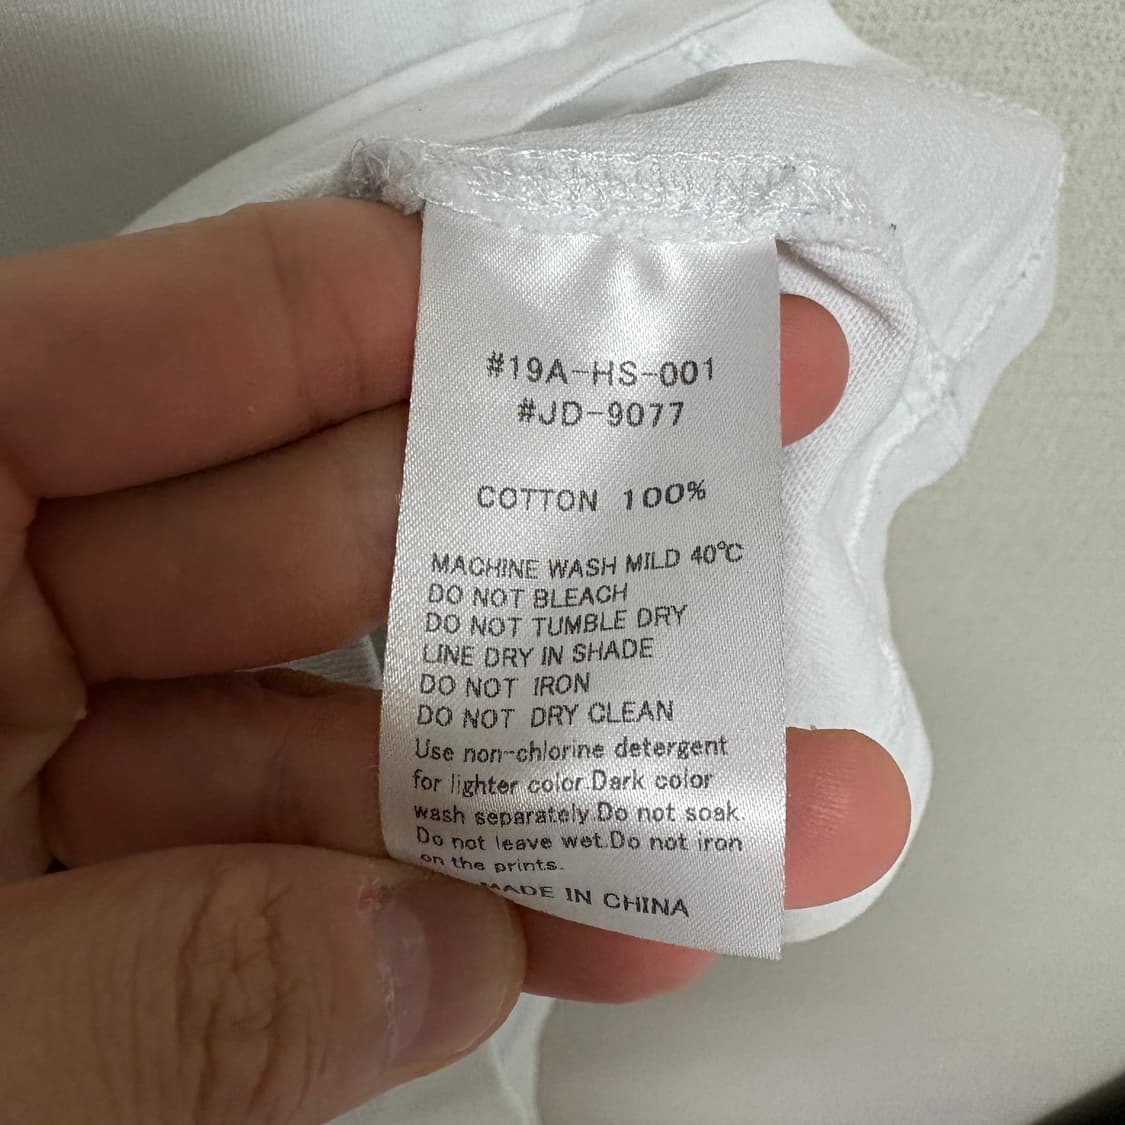 #19A-HS-001
#JD-9077
COTTON 100%
MACHINE WASH MILD 40℃
DO NOT BLEACH
DO NOT TUMBLE DRY
LINE DRY IN SHADE
DO NOT IRON
DO NOT DRY CLEAN
Use non-chlorine detergent
for lighter color.Dark color
wash separately.Do not soak.
Do not leave wet.Do not iron
on the prints.
MADE IN CHINA